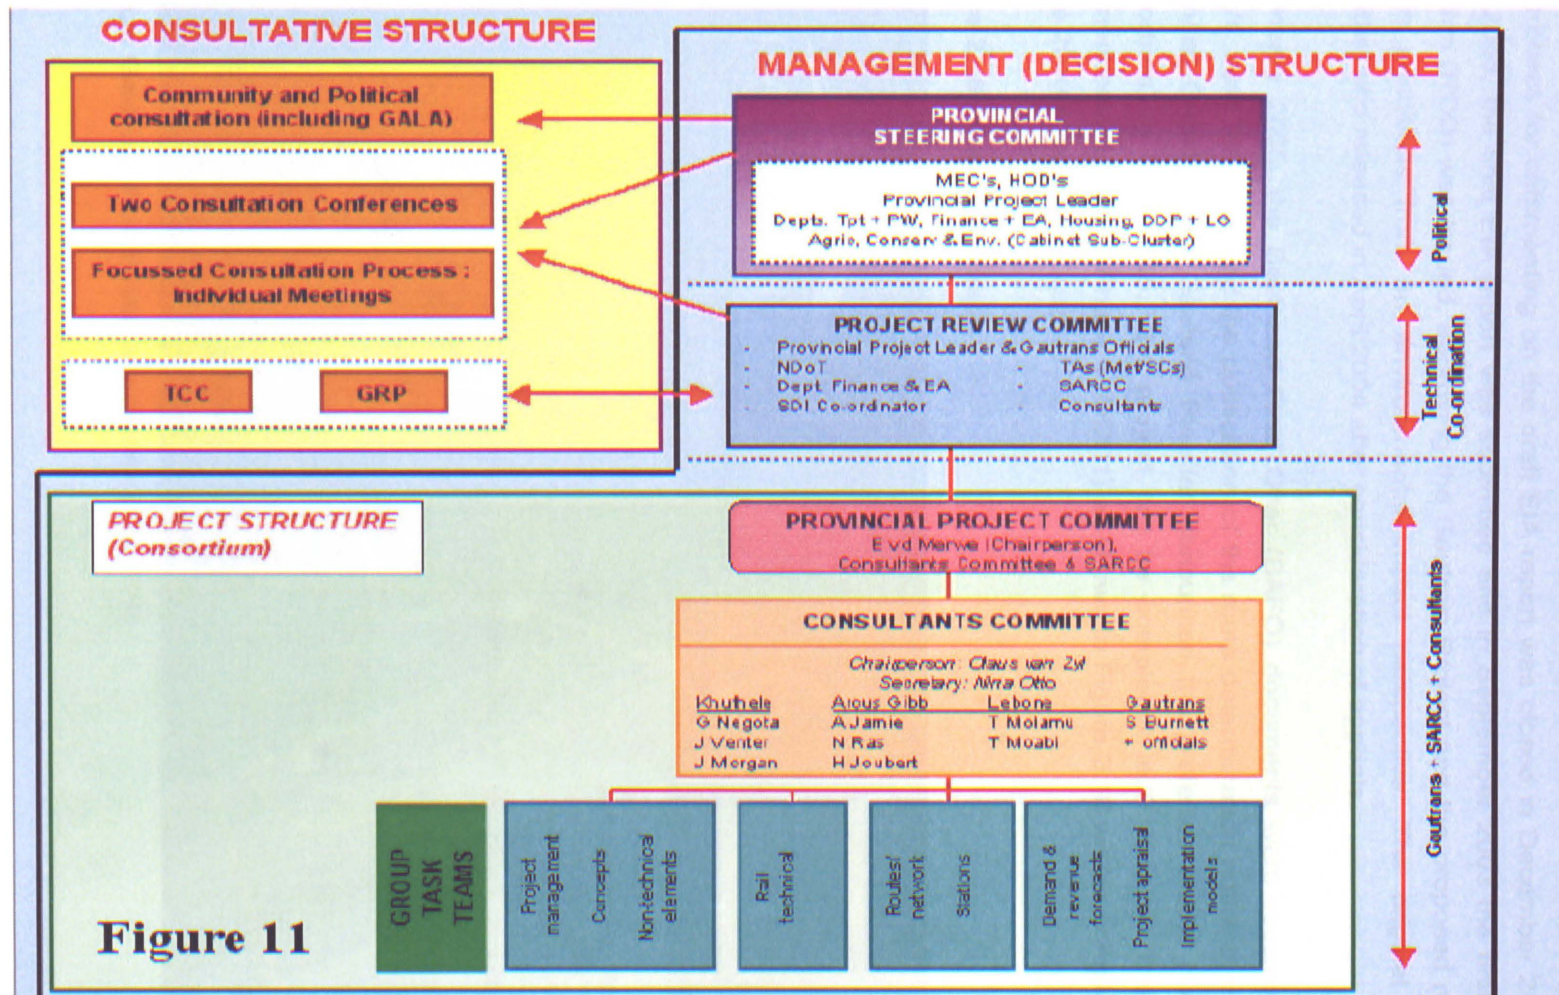 CONSULTATIVE STRUCTURE
Community and Political
consultation (including GALA)
Two Consultation Conferences
Focussed Consultation Process :
Individual Meetings
TCC
GRP
MANAGEMENT (DECISION) STRUCTURE
PROVINCIAL
STEERING COMMITTEE
MEC's, HOD's
Provincial Project Leader
Depts. Tpt + PW, Finance + EA, Housing, DDP + LG
Agric, Conserv & Env. (Cabinet Sub-Cluster)
Political
PROJECT REVIEW COMMITTEE
- Provincial Project Leader & Gautrans Officials
- NDoT - TAs (Met/SCs)
- Dept. Finance & EA - SARCC
- SDI Co-ordinator - Consultants
Technical
Co-ordination
PROJECT STRUCTURE
(Consortium)
PROVINCIAL PROJECT COMMITTEE
E vd Merwe (Chairperson),
Consultants Committee & SARCC
CONSULTANTS COMMITTEE
Chairperson: Claus van Zyl
Secretary: Otto
Khuthele Arcus Gibb Lebone Gautrans
G Negota A Jamie T Molamu S Burnett
J Venter N Ras T Moabi + officials
J Morgan H Joubert
Gautrans + SARCC + Consultants
GROUP
TASK
TEAMS
Project
management
Concepts
Non-technical
elements
Rail
technical
Routes/
network
Stations
Demand &
revenue
forecasts
Project apraisal
Implementation
models
Figure 11